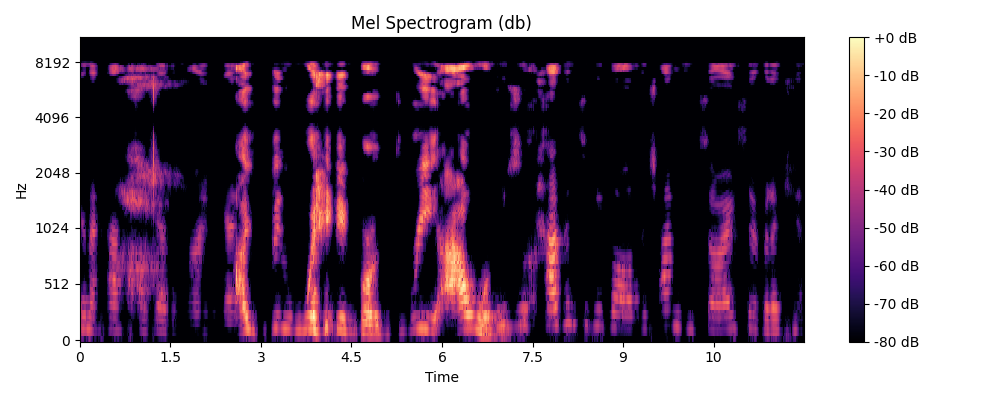 Mel Spectrogram (db)
Hz
8192
4096
2048
1024
512
0
0
1.5
3
4.5
6
7.5
9
10
Time
+0 dB
-10 dB
-20 dB
-30 dB
-40 dB
-50 dB
-60 dB
-70 dB
-80 dB